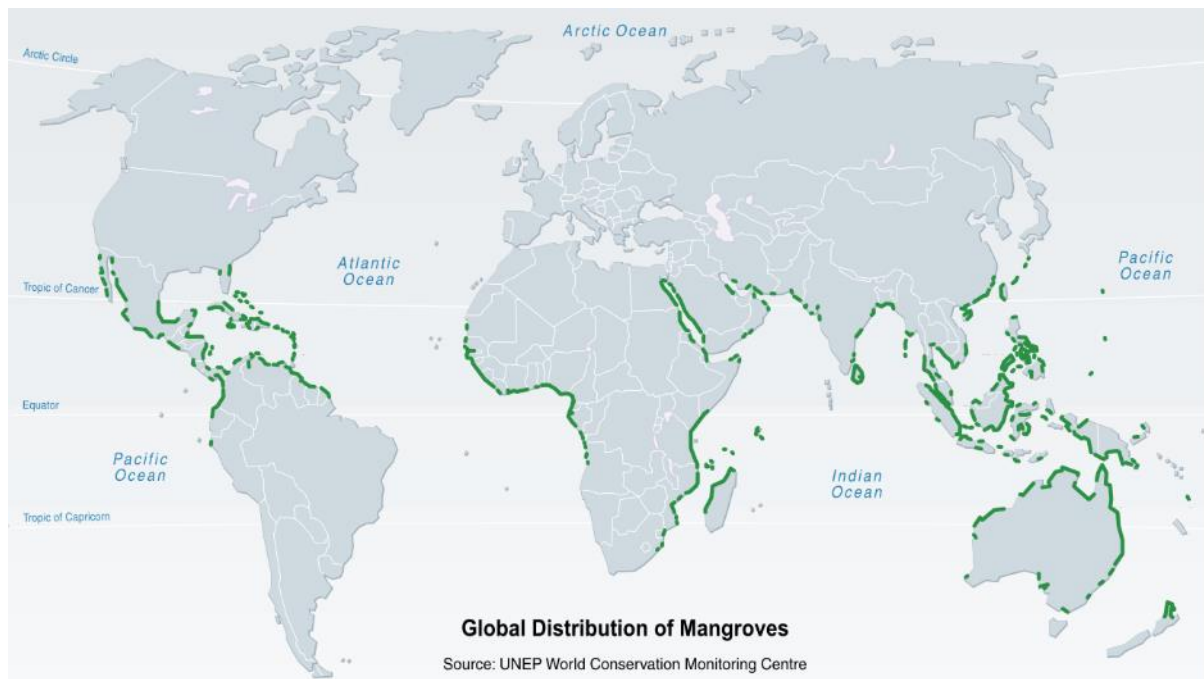 Arctic Ocean
Arctic Circle
Atlantic
Ocean
Pacific
Ocean
Tropic of Cancer
Equator
Pacific
Ocean
Indian
Ocean
Tropic of Capricorn
Global Distribution of Mangroves
Source: UNEP World Conservation Monitoring Centre